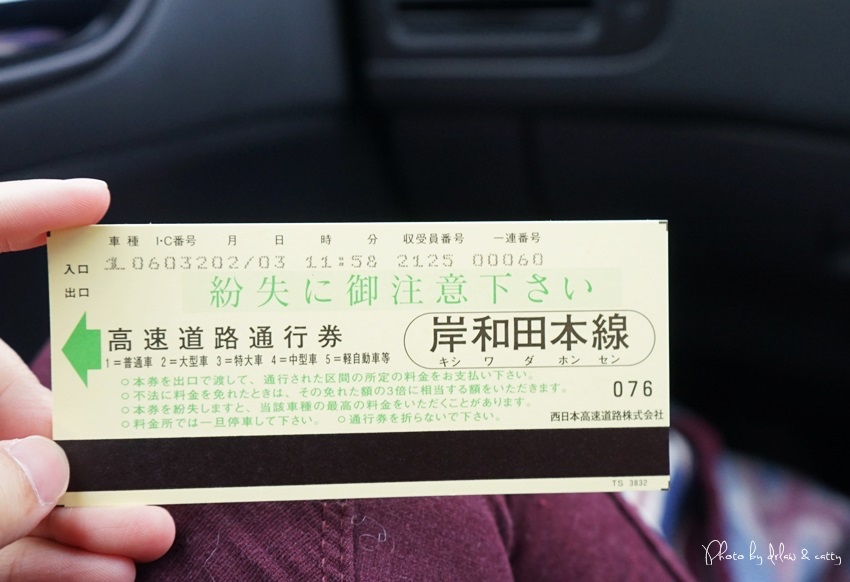 車種 I・C番号 月 日 時 分 収受員番号 一連番号
入口 1 0603202/03 11:58 2125 00060
出口
紛失に御注意下さい
高速道路通行券
岸和田本線
キシ ワ ダ ホン セン
1=普通車 2=大型車 3=特大車 4=中型車 5=軽自動車等
○本券を出口で渡して、通行された区間の所定の料金をお支払い下さい。
○不法に料金を免れたときは、その免れた額の3倍に相当する額をいただきます。
○本券を紛失しますと、当該車種の最高の料金をいただくことがあります。
○料金所では一旦停車して下さい。 ○通行券を折らないで下さい。
076
西日本高速道路株式会社
TS 3832
Photo by drlaw & catty